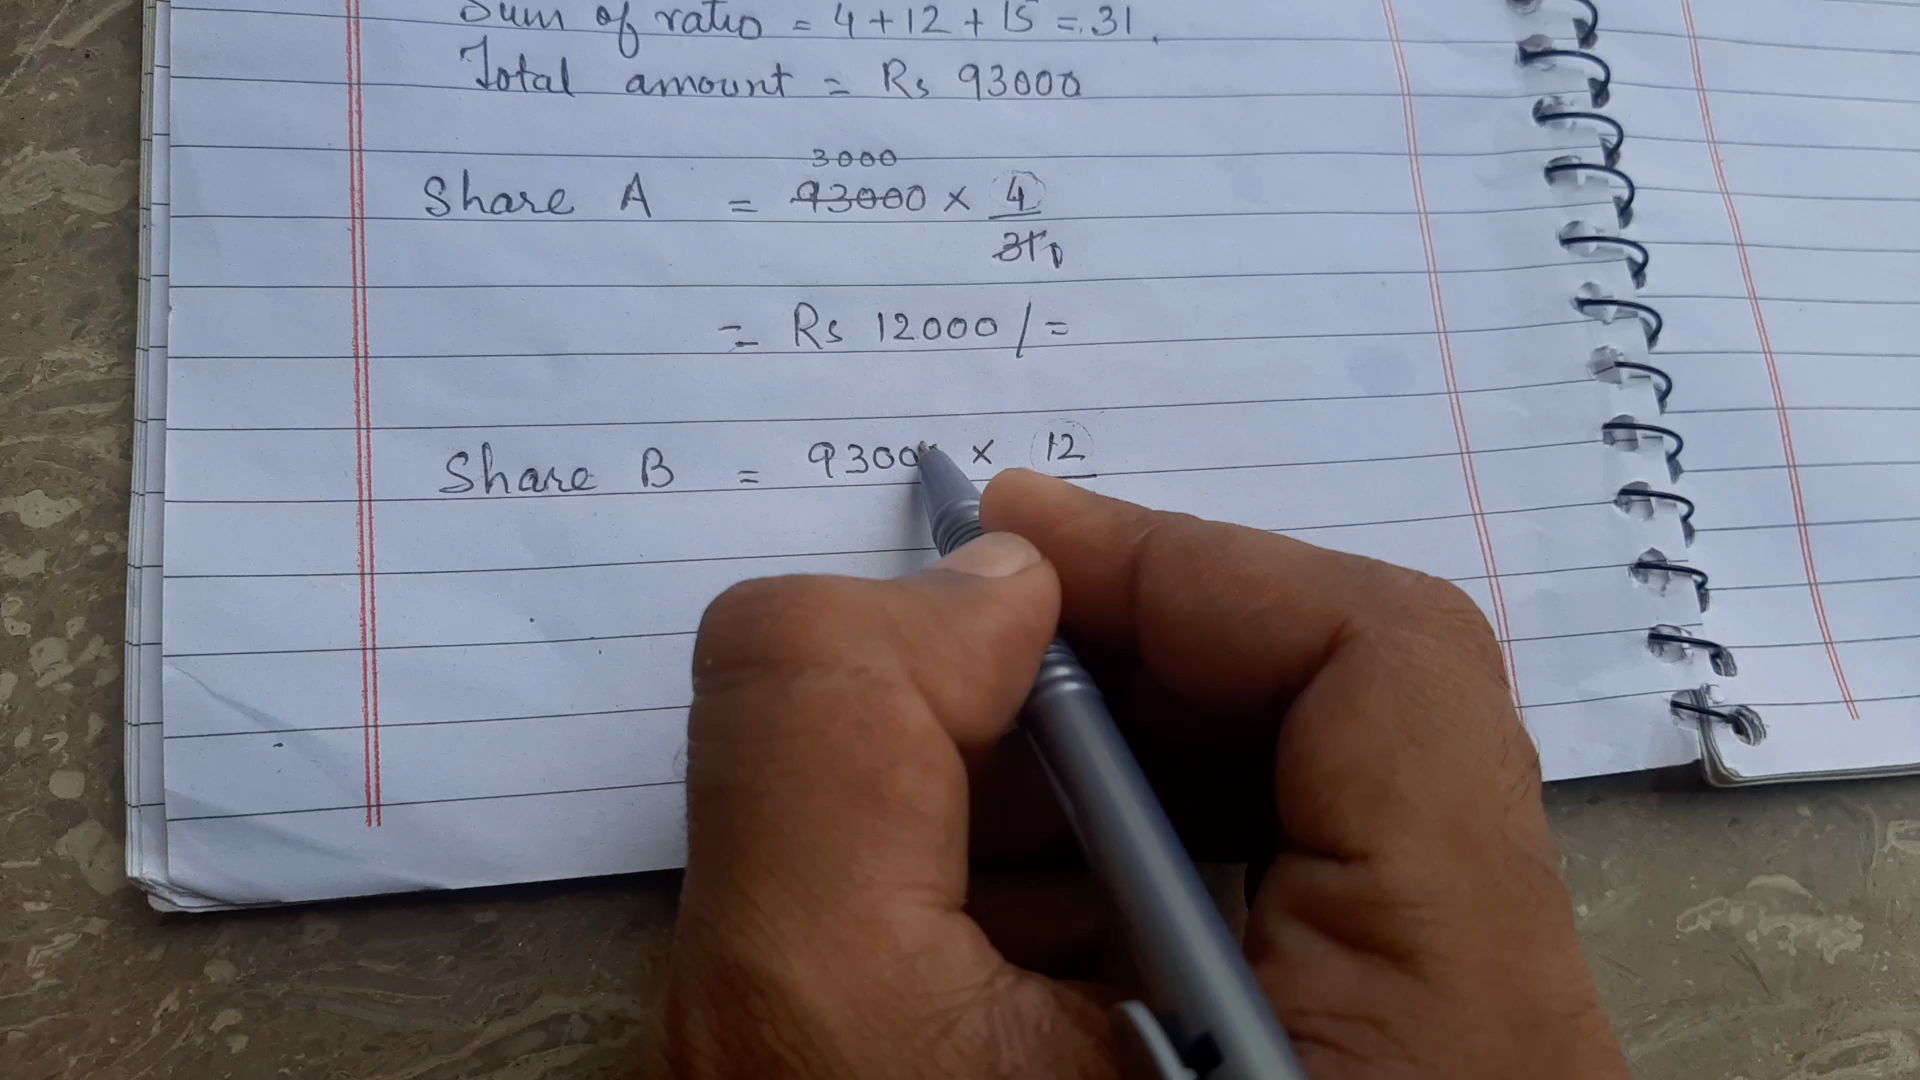 Sum of ratio = 4 + 12 + 15 = 31.
Total amount = Rs 93000
3000
Share A = 93000 × 4
31 1
= Rs 12000/=
Share B = 9300 × 12